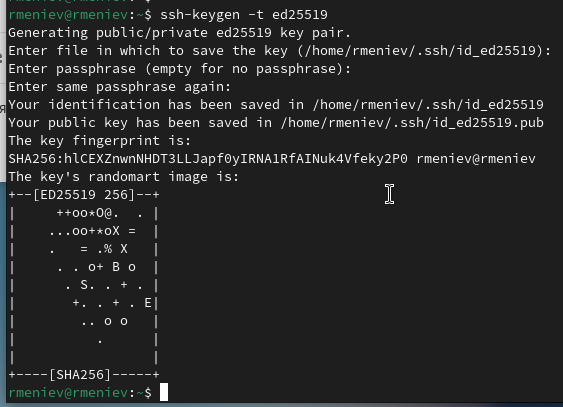 rmeniev@rmeniev:~$ ssh-keygen -t ed25519
Generating public/private ed25519 key pair.
Enter file in which to save the key (/home/rmeniev/.ssh/id_ed25519):
Enter passphrase (empty for no passphrase):
Enter same passphrase again:
Your identification has been saved in /home/rmeniev/.ssh/id_ed25519
Your public key has been saved in /home/rmeniev/.ssh/id_ed25519.pub
The key fingerprint is:
SHA256:hlCEXZnwnNHDT3LLJapf0yIRNA1RfAINuk4Vfeky2P0 rmeniev@rmeniev
The key's randomart image is:
+--[ED25519 256]--+
|     ++oo*O@.  . |
|    ...oo+*oX =  |
|    .   = .% X   |
|     . . o+ B o  |
|      . S. . + . |
|       +. . + . E|
|        .. o o   |
|          .      |
|                 |
+----[SHA256]-----+
rmeniev@rmeniev:~$